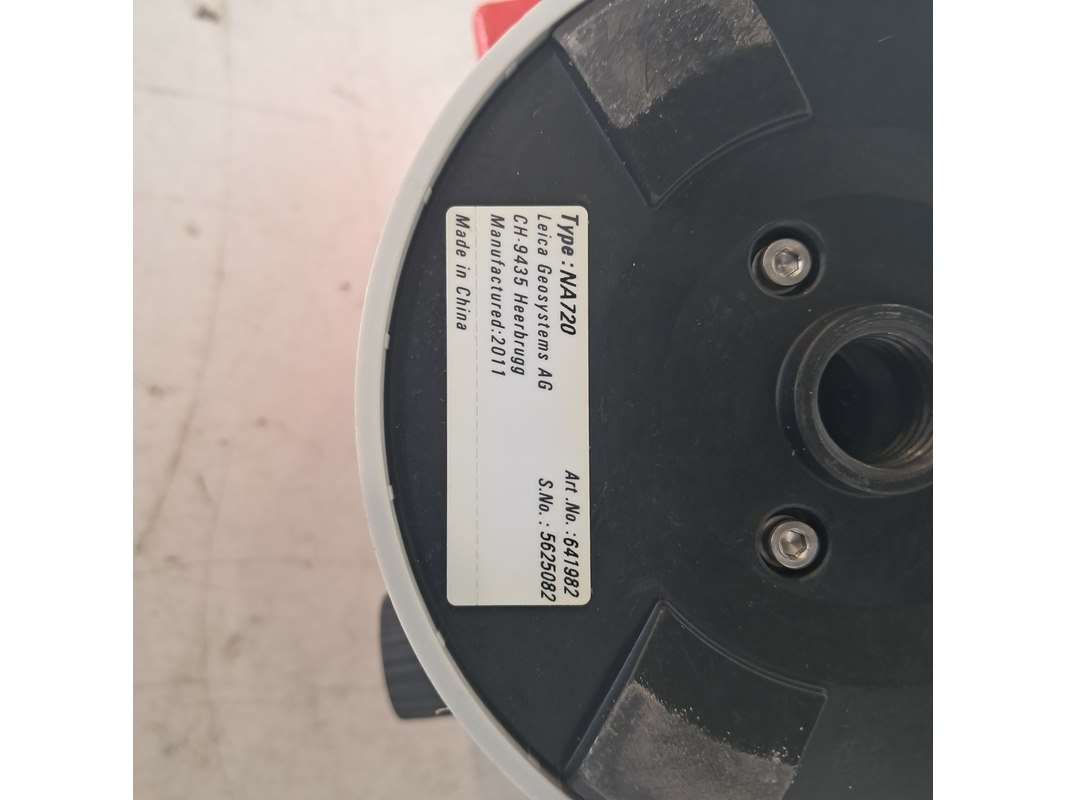 Type : NA720
Art .No. :641982
Leica Geosystems AG
S.No. : 5625082
CH-9435 Heerbrugg
Manufactured:2011
Made in China